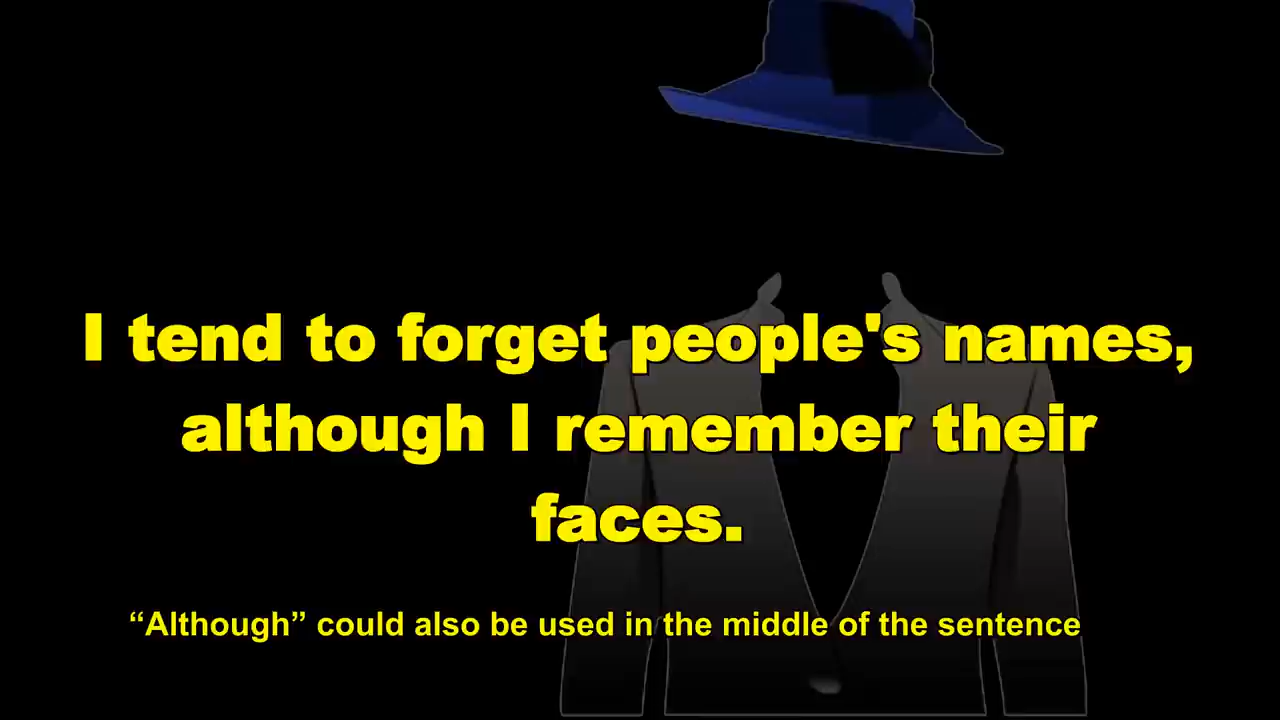 I tend to forget people's names,
although I remember their
faces.
“Although” could also be used in the middle of the sentence